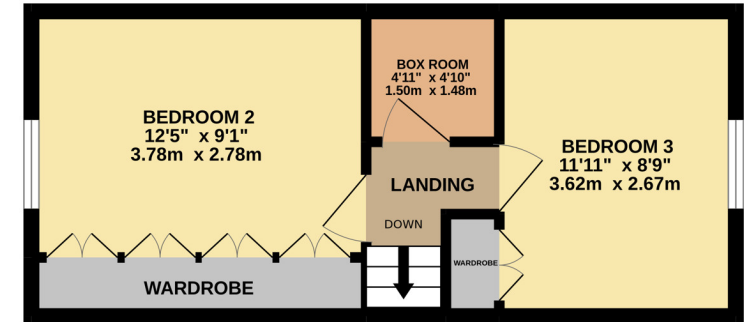 BEDROOM 2
12'5" x 9'1"
3.78m x 2.78m
BOX ROOM
4'11" x 4'10"
1.50m x 1.48m
BEDROOM 3
11'11" x 8'9"
3.62m x 2.67m
LANDING
DOWN
WARDROBE
WARDROBE